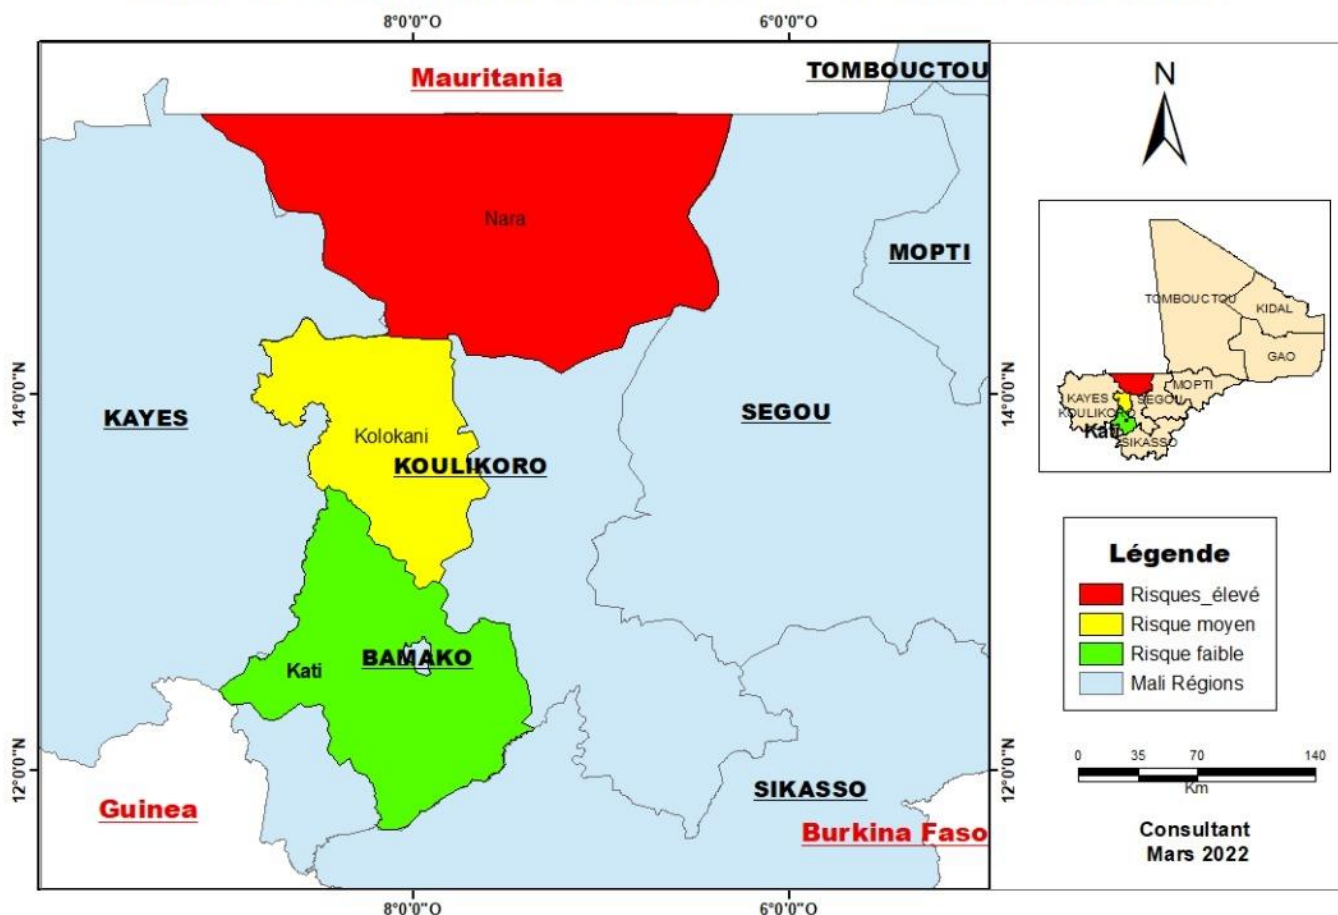 8°0'0"O
6°0'0"O
Mauritania
TOMBOUCTOU
Nara
MOPTI
14°0'0"N
14°0'0"N
KAYES
SEGOU
Kolokani
KOULIKORO
Kati
BAMAKO
12°0'0"N
12°0'0"N
SIKASSO
Guinea
Burkina Faso
8°0'0"O
6°0'0"O
N
TOMBOUCTOU
KIDAL
GAO
MOPTI
KAYES
SEGOU
KOULIKORO
Kati
SIKASSO
Légende
Risques_élevé
Risque moyen
Risque faible
Mali Régions
0 35 70 140
Km
Consultant
Mars 2022